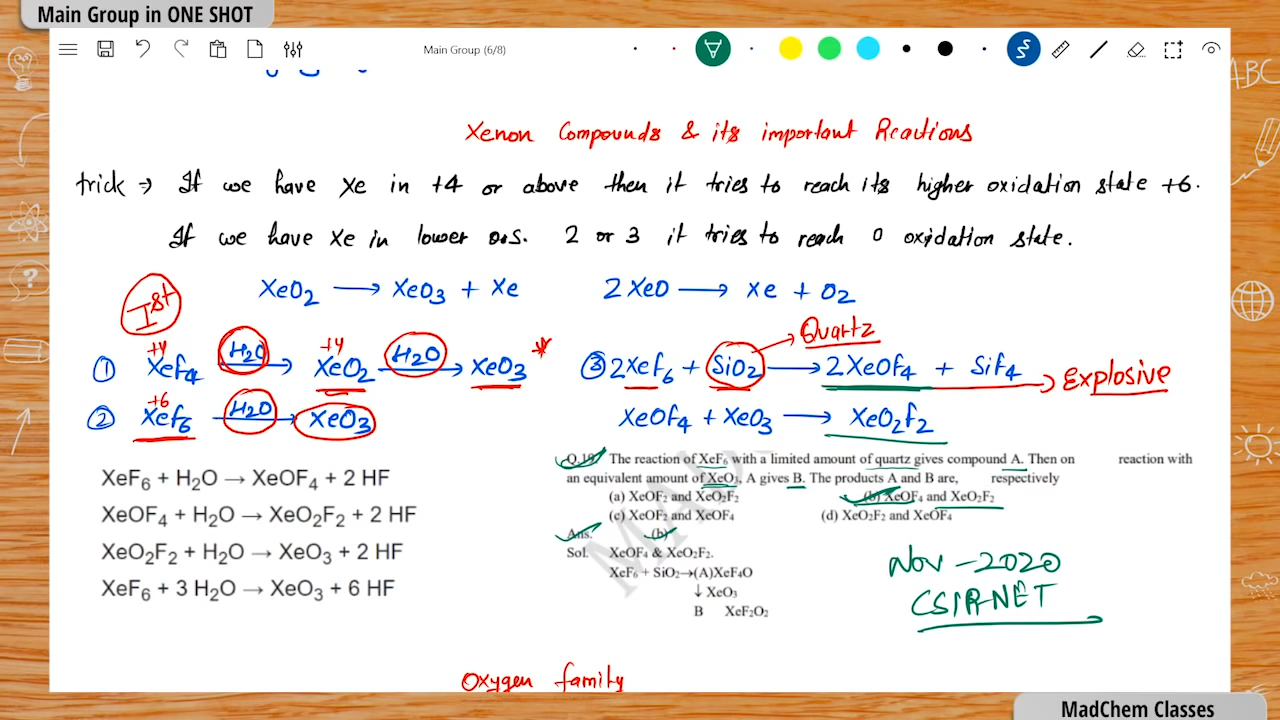 Main Group in ONE SHOT
Main Group (6/8)
ABC
Xenon Compounds & its important Reactions
trick → If we have Xe in +4 or above then it tries to reach its higher oxidation state +6.
If we have Xe in lower o.s. 2 or 3 it tries to reach 0 oxidation state.
XeO₂ → XeO₃ + Xe
2 XeO → Xe + O₂
Ist
Quartz
① XeF₄ +4 H₂O → XeO₂ +4 H₂O → XeO₃ *
③ 2XeF₆ + SiO₂ → 2XeOF₄ + SiF₄ → Explosive
② XeF₆ +6 H₂O → XeO₃
XeOF₄ + XeO₃ → XeO₂F₂
XeF₆ + H₂O → XeOF₄ + 2 HF
XeOF₄ + H₂O → XeO₂F₂ + 2 HF
XeO₂F₂ + H₂O → XeO₃ + 2 HF
XeF₆ + 3 H₂O → XeO₃ + 6 HF
The reaction of XeF₆ with a limited amount of quartz gives compound A. Then on reaction with
an equivalent amount of XeO₃, A gives B. The products A and B are, respectively
(a) XeOF₂ and XeO₂F₂ (b) XeOF₄ and XeO₂F₂
(c) XeOF₂ and XeOF₄ (d) XeO₂F₂ and XeOF₄
Ans. (b)
Sol. XeOF₄ & XeO₂F₂.
XeF₆ + SiO₂→(A)XeF₄O
↓ XeO₃
B XeF₂O₂
Nov - 2020
CSIR-NET
Oxygen family
MadChem Classes